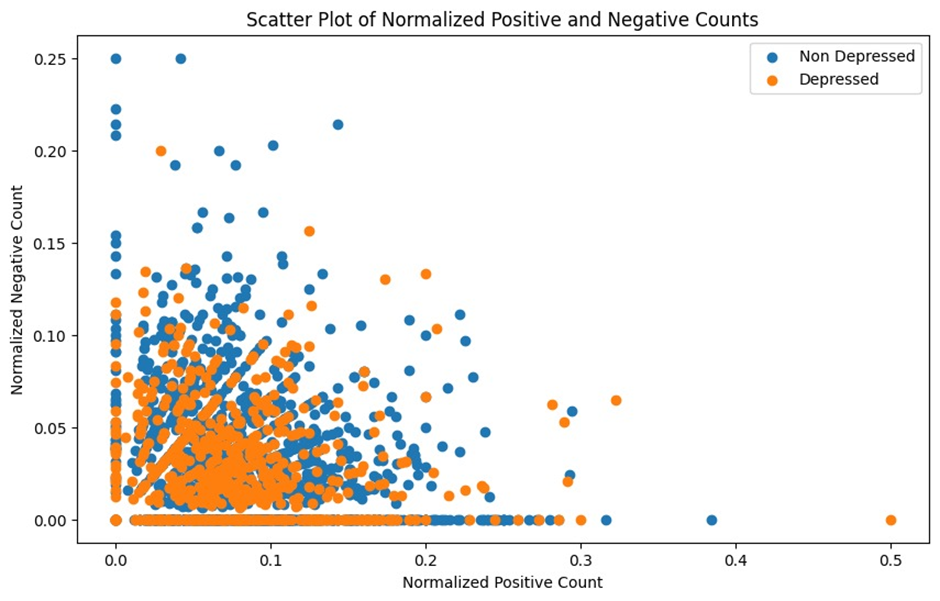 Scatter Plot of Normalized Positive and Negative Counts
Non Depressed
Depressed
Normalized Negative Count
0.25
0.20
0.15
0.10
0.05
0.00
0.0 0.1 0.2 0.3 0.4 0.5
Normalized Positive Count